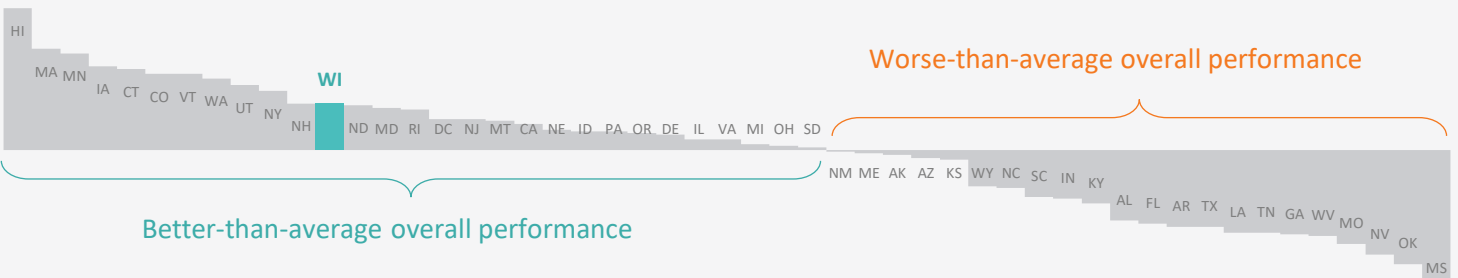 HI
MA MN IA CT CO VT WA UT NY NH WI ND MD RI DC NJ MT CA NE ID PA OR DE IL VA MI OH SD
Worse-than-average overall performance
NM ME AK AZ KS WY NC SC IN KY AL FL AR TX LA TN GA WV MO NV OK MS
Better-than-average overall performance